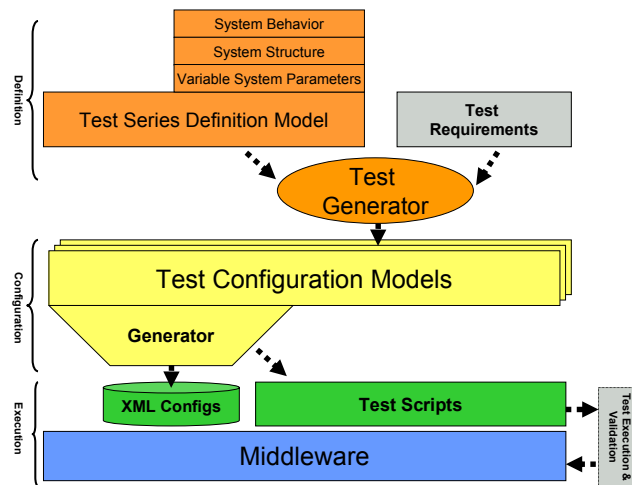 System Behavior
System Structure
Variable System Parameters
Test Series Definition Model
Test
Requirements
Definition
Test
Generator
Test Configuration Models
Generator
Configuration
XML Configs
Test Scripts
Test Execution &
Validation
Middleware
Execution